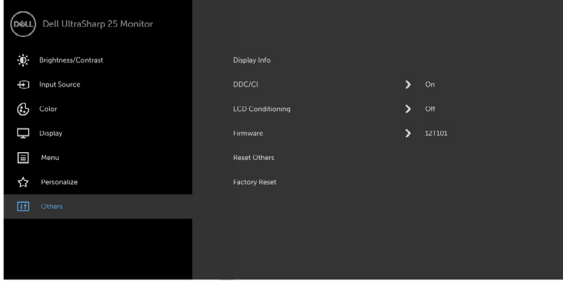 DELL
Dell UltraSharp 25 Monitor
Brightness/Contrast
Input Source
Color
Display
Menu
Personalize
Others
Display Info
DDC/CI
On
LCD Conditioning
Off
Firmware
12T101
Reset Others
Factory Reset